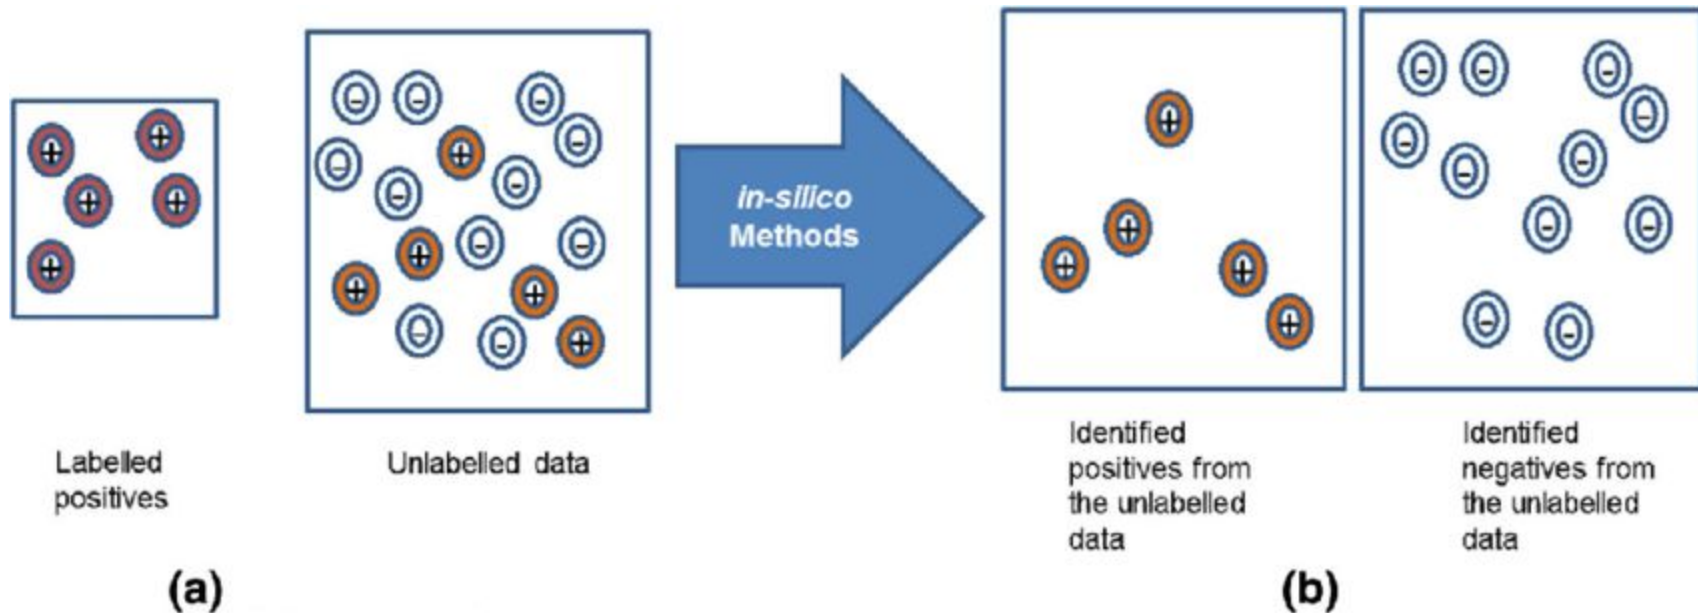 in-silico
Methods
Labelled
positives
Unlabelled data
Identified
positives from
the unlabelled
data
Identified
negatives from
the unlabelled
data
(a)
(b)